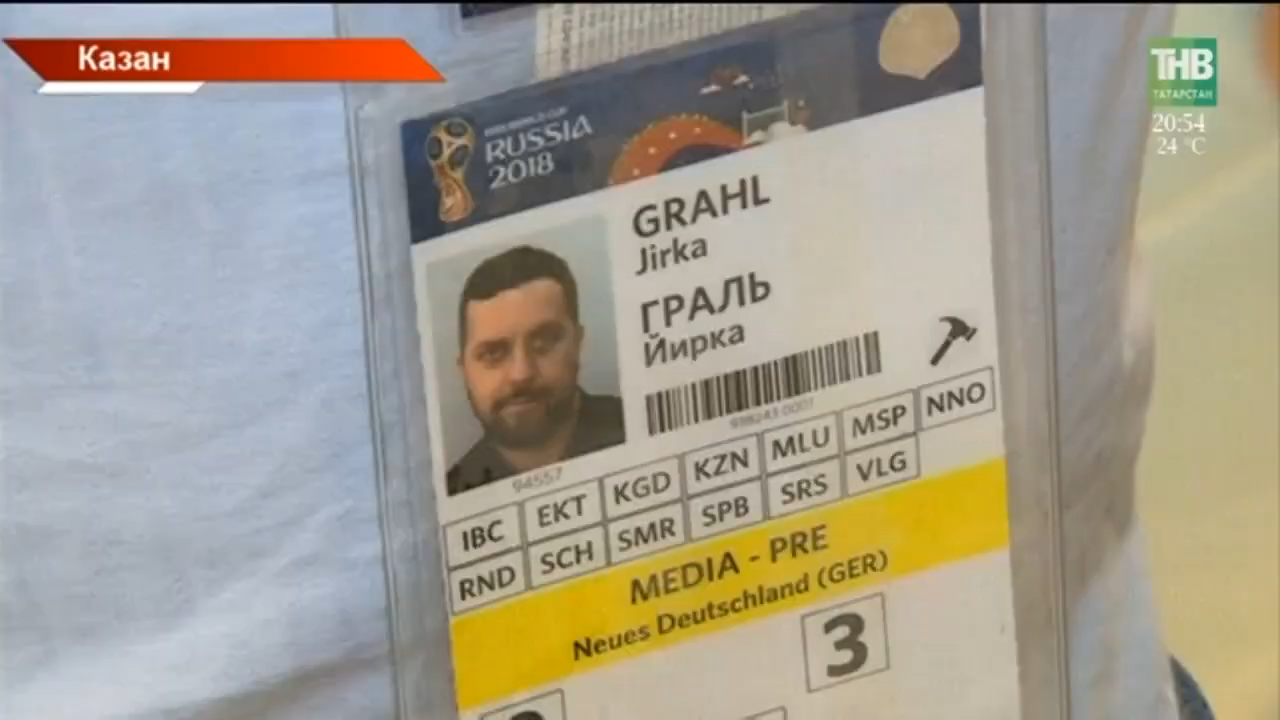 Казан
ТНВ
ТАТАРСТАН
20:54
24 °C
RUSSIA
2018
GRAHL
Jirka
ГРАЛЬ
Йирка
94557
IBC EKT KGD KZN MLU MSP NNO
RND SCH SMR SPB SRS VLG
MEDIA - PRE
Neues Deutschland (GER)
3